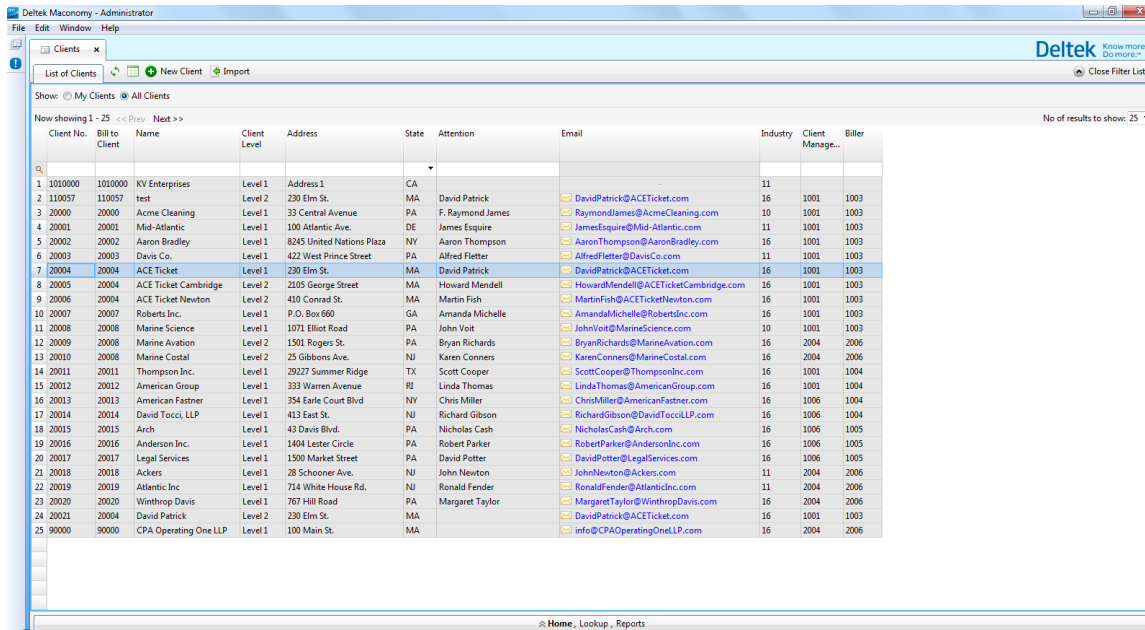 Deltek Maconomy - Administrator
File Edit Window Help
Clients x
Deltek Know more. Do more.™
List of Clients New Client Import Close Filter List
Show: My Clients All Clients
Now showing 1 - 25 << Prev Next >> No of results to show: 25
Client No. Bill to Client Name Client Level Address State Attention Email Industry Client Manage... Biller
1 1010000 1010000 KV Enterprises Level 1 Address 1 CA 11
2 110057 110057 test Level 2 230 Elm St. MA David Patrick DavidPatrick@ACETicket.com 16 1001 1003
3 20000 20000 Acme Cleaning Level 1 33 Central Avenue PA F. Raymond James RaymondJames@AcmeCleaning.com 10 1001 1003
4 20001 20001 Mid-Atlantic Level 1 100 Atlantic Ave. DE James Esquire JamesEsquire@Mid-Atlantic.com 11 1001 1003
5 20002 20002 Aaron Bradley Level 1 8245 United Nations Plaza NY Aaron Thompson AaronThompson@AaronBradley.com 16 1001 1003
6 20003 20003 Davis Co. Level 1 422 West Prince Street PA Alfred Fletter AlfredFletter@DavisCo.com 11 1001 1003
7 20004 20004 ACE Ticket Level 1 230 Elm St. MA David Patrick DavidPatrick@ACETicket.com 16 1001 1003
8 20005 20004 ACE Ticket Cambridge Level 2 2105 George Street MA Howard Mendell HowardMendell@ACETicketCambridge.com 16 1001 1003
9 20006 20004 ACE Ticket Newton Level 2 410 Conrad St. MA Martin Fish MartinFish@ACETicketNewton.com 16 1001 1003
10 20007 20007 Roberts Inc. Level 1 P.O. Box 660 GA Amanda Michelle AmandaMichelle@RobertsInc.com 16 1001 1003
11 20008 20008 Marine Science Level 1 1071 Elliot Road PA John Voit JohnVoit@MarineScience.com 10 1001 1003
12 20009 20008 Marine Avation Level 2 1501 Rogers St. PA Bryan Richards BryanRichards@MarineAvation.com 16 2004 2006
13 20010 20008 Marine Costal Level 2 25 Gibbons Ave. NJ Karen Conners KarenConners@MarineCostal.com 16 2004 2006
14 20011 20011 Thompson Inc. Level 1 29227 Summer Ridge TX Scott Cooper ScottCooper@ThompsonInc.com 16 1001 1004
15 20012 20012 American Group Level 1 333 Warren Avenue RI Linda Thomas LindaThomas@AmericanGroup.com 16 1001 1004
16 20013 20013 American Fastner Level 1 354 Earle Court Blvd NY Chris Miller ChrisMiller@AmericanFastner.com 16 1006 1004
17 20014 20014 David Tocci, LLP Level 1 413 East St. NJ Richard Gibson RichardGibson@DavidTocciLLP.com 16 1006 1004
18 20015 20015 Arch Level 1 43 Davis Blvd. PA Nicholas Cash NicholasCash@Arch.com 16 1006 1005
19 20016 20016 Anderson Inc. Level 1 1404 Lester Circle PA Robert Parker RobertParker@AndersonInc.com 16 1006 1005
20 20017 20017 Legal Services Level 1 1500 Market Street PA David Potter DavidPotter@LegalServices.com 16 1006 1005
21 20018 20018 Ackers Level 1 28 Schooner Ave. NJ John Newton JohnNewton@Ackers.com 11 2004 2006
22 20019 20019 Atlantic Inc Level 1 714 White House Rd. NJ Ronald Fender RonaldFender@AtlanticInc.com 11 2004 2006
23 20020 20020 Winthrop Davis Level 1 767 Hill Road PA Margaret Taylor MargaretTaylor@WinthropDavis.com 16 2004 2006
24 20021 20004 David Patrick Level 2 230 Elm St. MA DavidPatrick@ACETicket.com 16 1001 1003
25 90000 90000 CPA Operating One LLP Level 1 100 Main St. MA info@CPAOperatingOneLLP.com 16 2004 2006
Home , Lookup , Reports